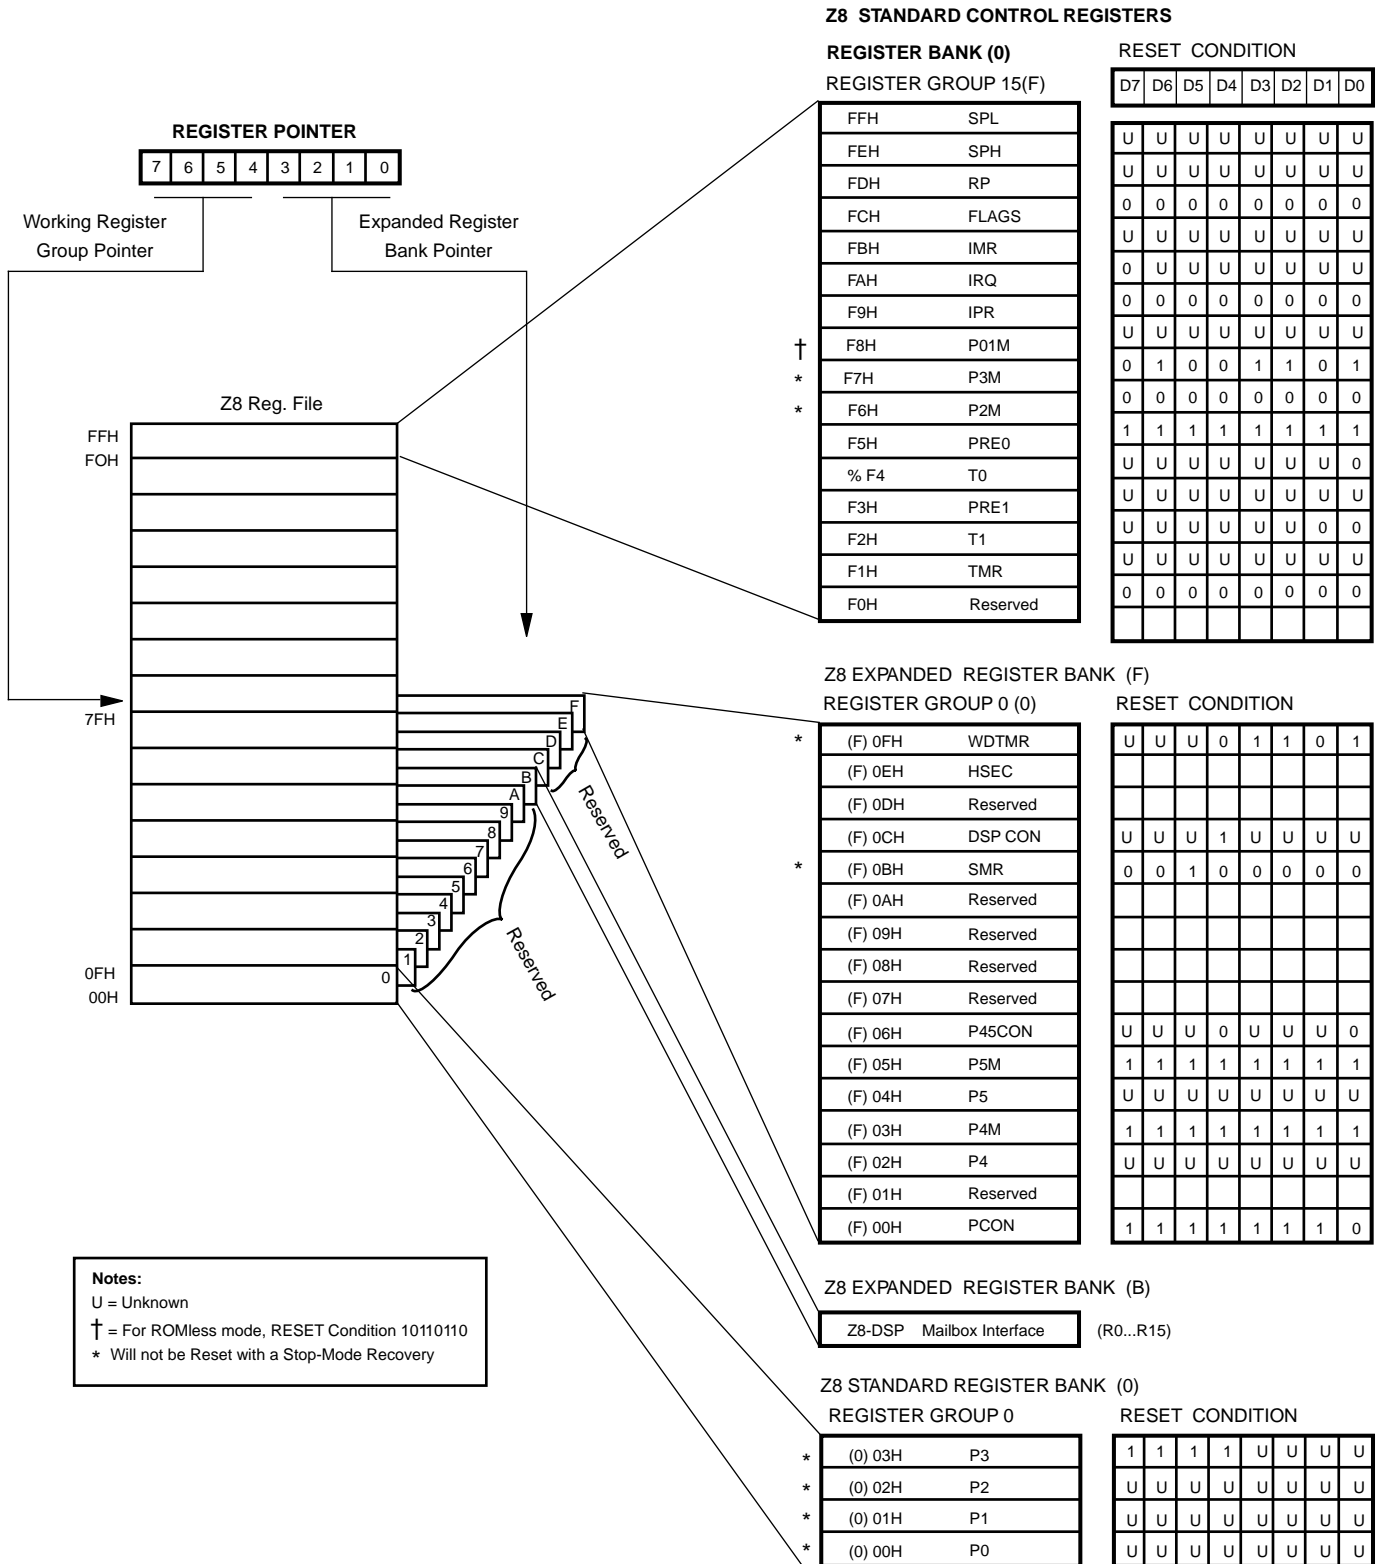 Z8 STANDARD CONTROL REGISTERS
REGISTER BANK (0)
RESET CONDITION
REGISTER GROUP 15(F)
D7 D6 D5 D4 D3 D2 D1 D0
FFH SPL U U U U U U U U
FEH SPH U U U U U U U U
FDH RP 0 0 0 0 0 0 0 0
FCH FLAGS U U U U U U U U
FBH IMR 0 U U U U U U U
FAH IRQ 0 0 0 0 0 0 0 0
F9H IPR U U U U U U U U
† F8H P01M 0 1 0 0 1 1 0 1
* F7H P3M 0 0 0 0 0 0 0 0
* F6H P2M 1 1 1 1 1 1 1 1
F5H PRE0 U U U U U U U 0
% F4 T0 U U U U U U U U
F3H PRE1 U U U U U U 0 0
F2H T1 U U U U U U U U
F1H TMR 0 0 0 0 0 0 0 0
F0H Reserved
REGISTER POINTER
7 6 5 4 3 2 1 0
Working Register
Group Pointer
Expanded Register
Bank Pointer
Z8 Reg. File
FFH
FOH
7FH
0FH
00H
F
E
D
C
B
A
9
8
7
6
5
4
3
2
1
0
Reserved
Reserved
Z8 EXPANDED REGISTER BANK (F)
REGISTER GROUP 0 (0)
RESET CONDITION
* (F) 0FH WDTMR U U U 0 1 1 0 1
(F) 0EH HSEC
(F) 0DH Reserved
(F) 0CH DSP CON U U U 1 U U U U
* (F) 0BH SMR 0 0 1 0 0 0 0 0
(F) 0AH Reserved
(F) 09H Reserved
(F) 08H Reserved
(F) 07H Reserved
(F) 06H P45CON U U U 0 U U U 0
(F) 05H P5M 1 1 1 1 1 1 1 1
(F) 04H P5 U U U U U U U U
(F) 03H P4M 1 1 1 1 1 1 1 1
(F) 02H P4 U U U U U U U U
(F) 01H Reserved
(F) 00H PCON 1 1 1 1 1 1 1 0
Notes:
U = Unknown
† = For ROMless mode, RESET Condition 10110110
* Will not be Reset with a Stop-Mode Recovery
Z8 EXPANDED REGISTER BANK (B)
Z8-DSP Mailbox Interface (R0...R15)
Z8 STANDARD REGISTER BANK (0)
REGISTER GROUP 0
RESET CONDITION
* (0) 03H P3 1 1 1 1 U U U U
* (0) 02H P2 U U U U U U U U
* (0) 01H P1 U U U U U U U U
* (0) 00H P0 U U U U U U U U